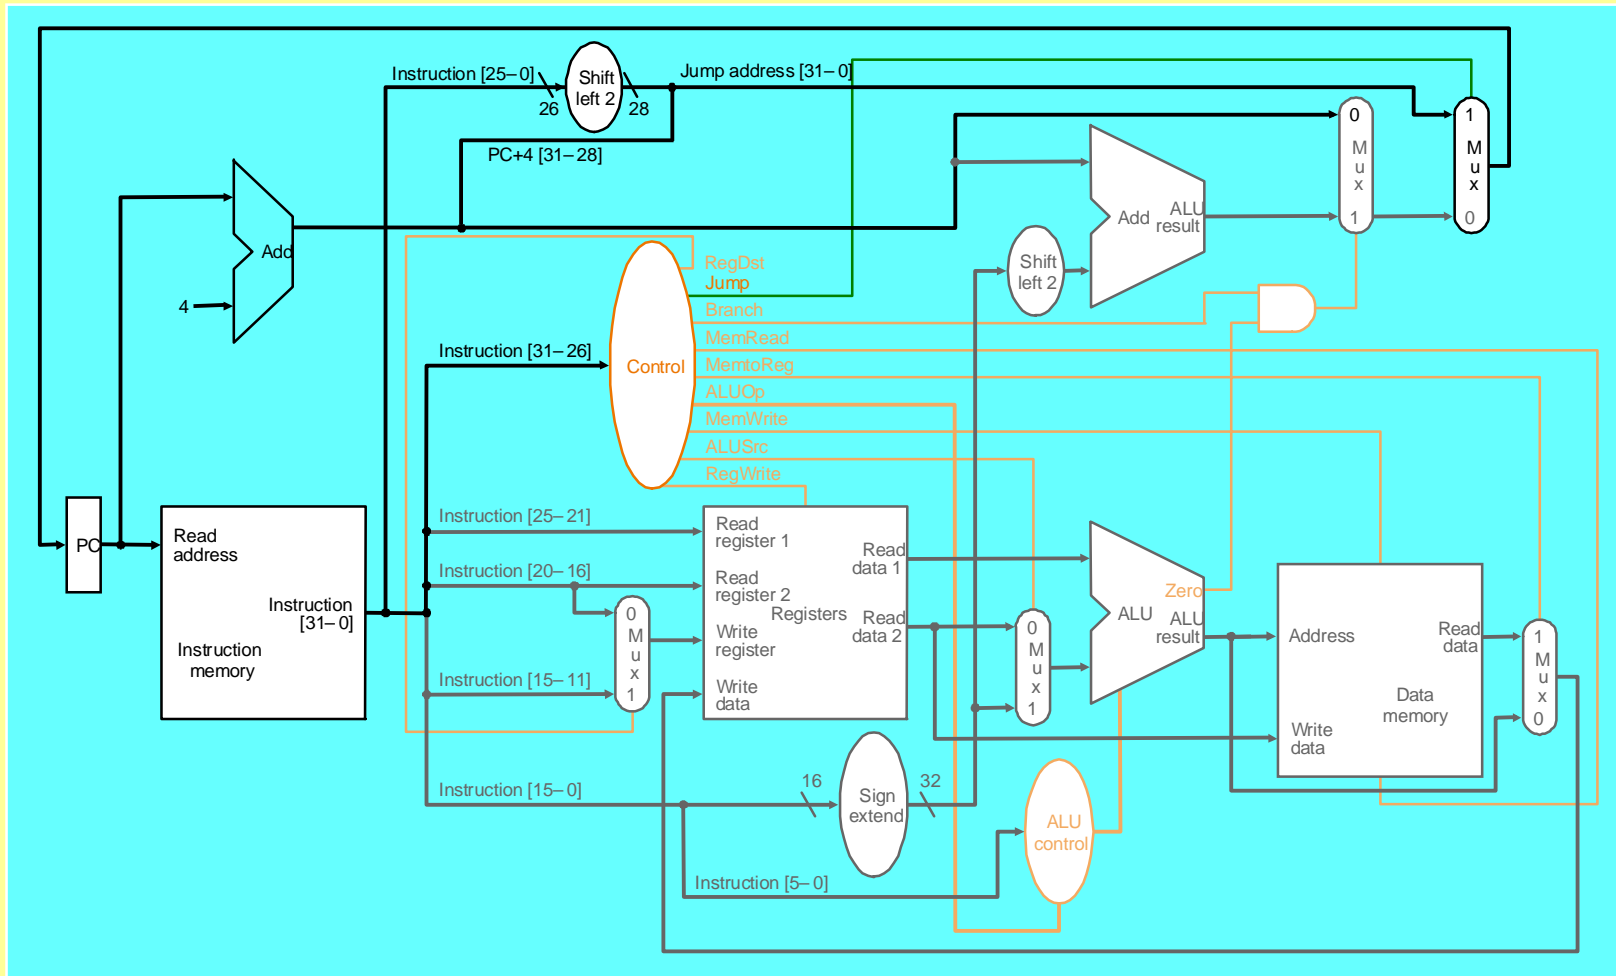 Instruction [25–0]
Shift
left 2
Jump address [31–0]
26
28
PC+4 [31–28]
0
M
u
x
1
1
M
u
x
0
Add
4
Add
ALU
result
Shift
left 2
RegDst
Jump
Branch
MemRead
MemtoReg
ALUOp
MemWrite
ALUSrc
RegWrite
Control
Instruction [31–26]
PC
Read
address
Instruction
[31–0]
Instruction
memory
Instruction [25–21]
Instruction [20–16]
Instruction [15–11]
Instruction [15–0]
0
M
u
x
1
Read
register 1
Read
register 2
Registers
Write
register
Write
data
Read
data 1
Read
data 2
0
M
u
x
1
Zero
ALU
ALU
result
Address
Read
data
Data
memory
Write
data
1
M
u
x
0
16
Sign
extend
32
ALU
control
Instruction [5–0]